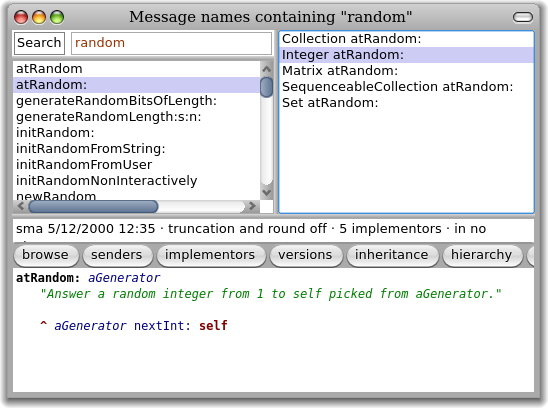 Message names containing "random"
Search
random
atRandom
atRandom:
generateRandomBitsOfLength:
generateRandomLength:s:n:
initRandom:
initRandomFromString:
initRandomFromUser
initRandomNonInteractively
newRandom
Collection atRandom:
Integer atRandom:
Matrix atRandom:
SequenceableCollection atRandom:
Set atRandom:
sma 5/12/2000 12:35 · truncation and round off · 5 implementors · in no
browse senders implementors versions inheritance hierarchy
atRandom: aGenerator
"Answer a random integer from 1 to self picked from aGenerator."
^ aGenerator nextInt: self